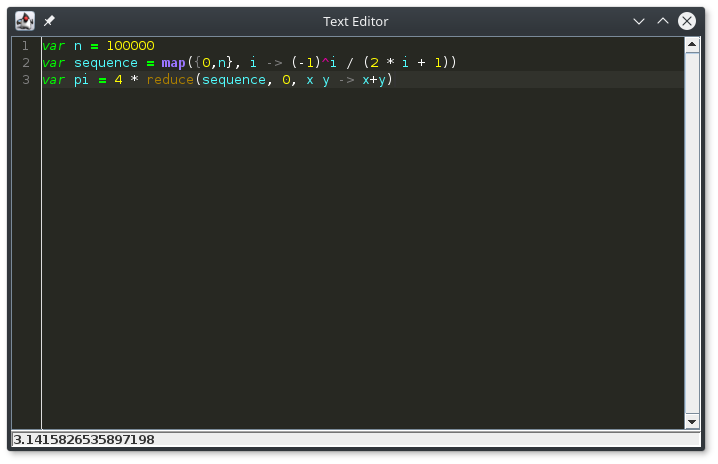 Text Editor
1 var n = 100000
2 var sequence = map({0,n}, i -> (-1)^i / (2 * i + 1))
3 var pi = 4 * reduce(sequence, 0, x y -> x+y)
3.1415826535897198